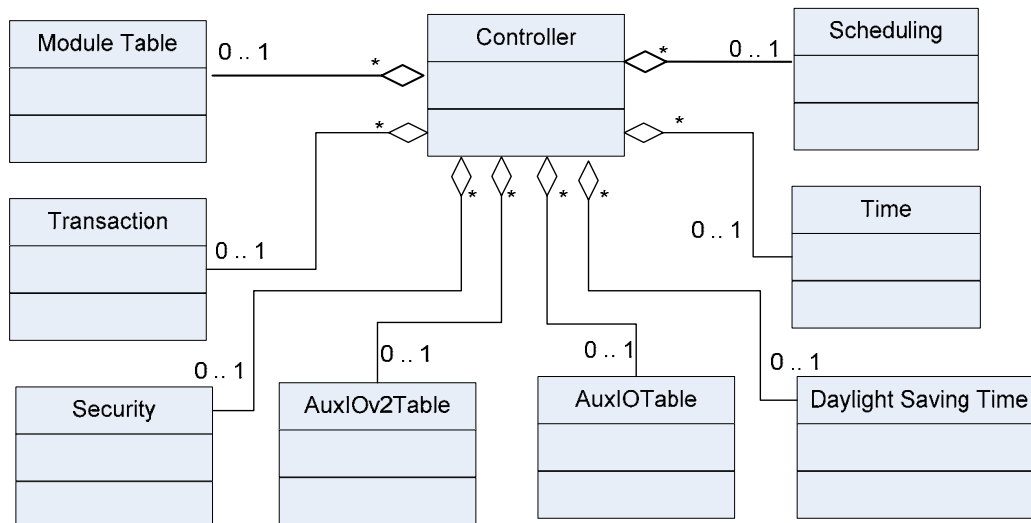 Module Table
0 .. 1
*
Controller
*
0 .. 1
Scheduling
*
*
Transaction
0 .. 1
*
*
*
*
Time
0 .. 1
0 .. 1
0 .. 1
0 .. 1
0 .. 1
Security
AuxIOv2Table
AuxIOTable
Daylight Saving Time